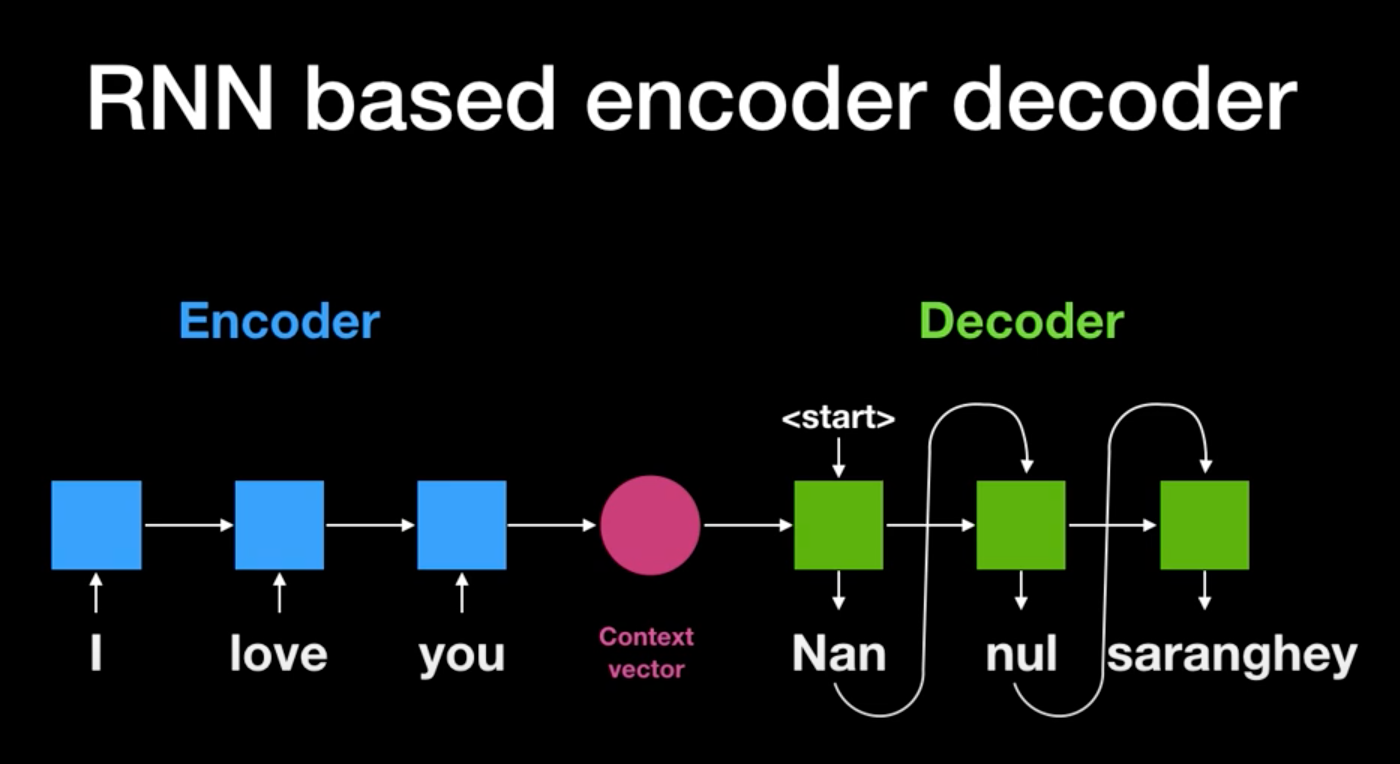 RNN based encoder decoder
Encoder
Decoder
<start>
I love you
Context
vector
Nan nul saranghey